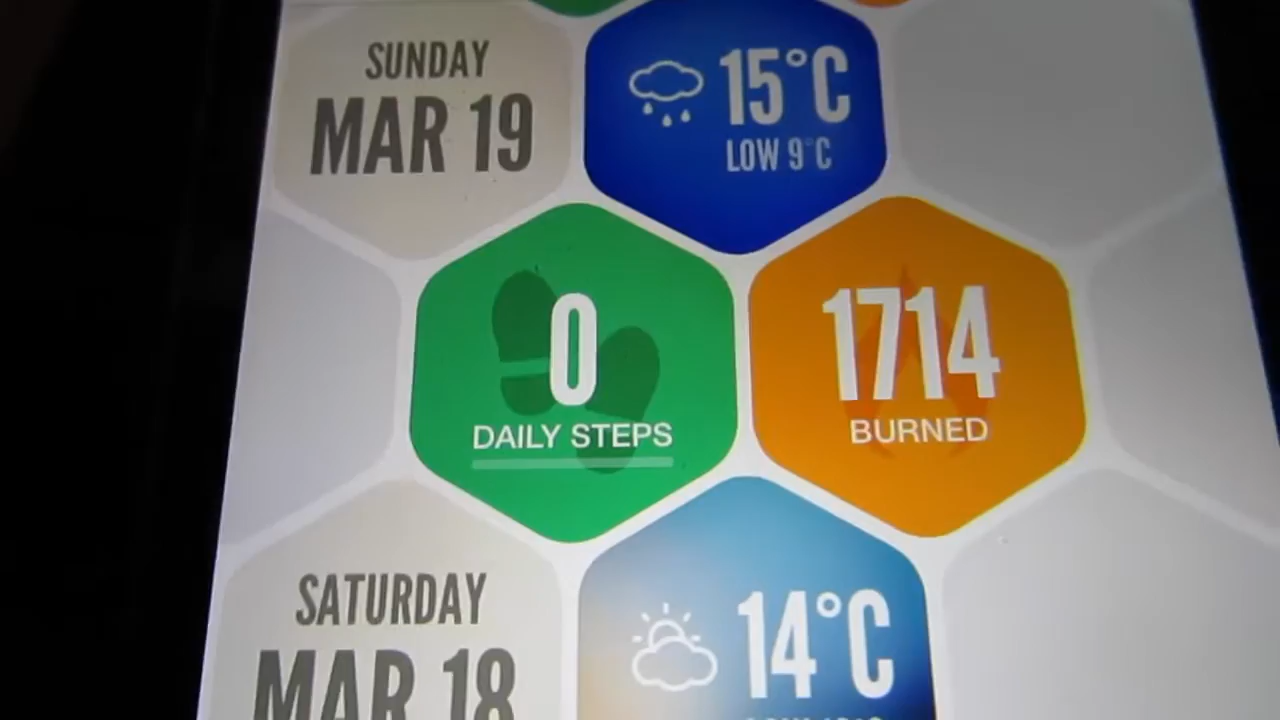 SUNDAY
MAR 19
15°C
LOW 9°C
0
DAILY STEPS
1714
BURNED
SATURDAY
MAR 18
14°C